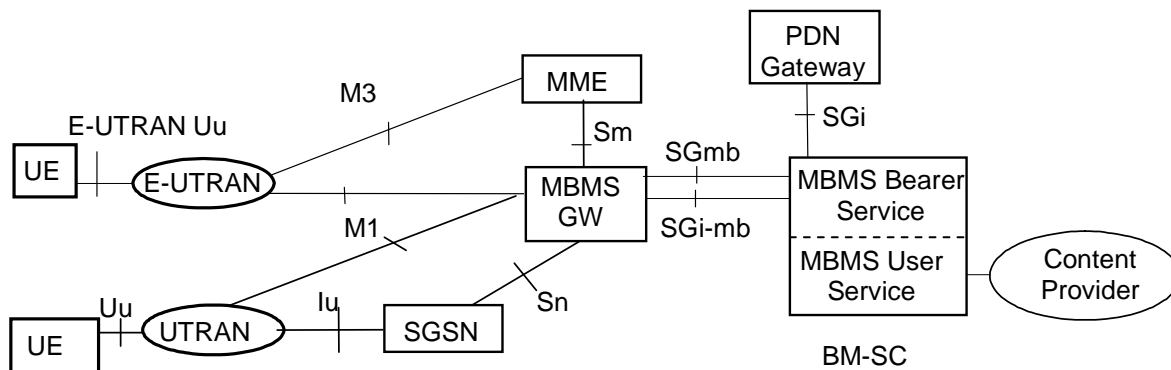 PDN
Gateway
MME
M3
SGi
E-UTRAN Uu
Sm
SGmb
UE
E-UTRAN
MBMS
GW
MBMS Bearer
Service
M1
SGi-mb
MBMS User
Service
Content
Provider
Uu
Iu
Sn
UE
UTRAN
SGSN
BM-SC